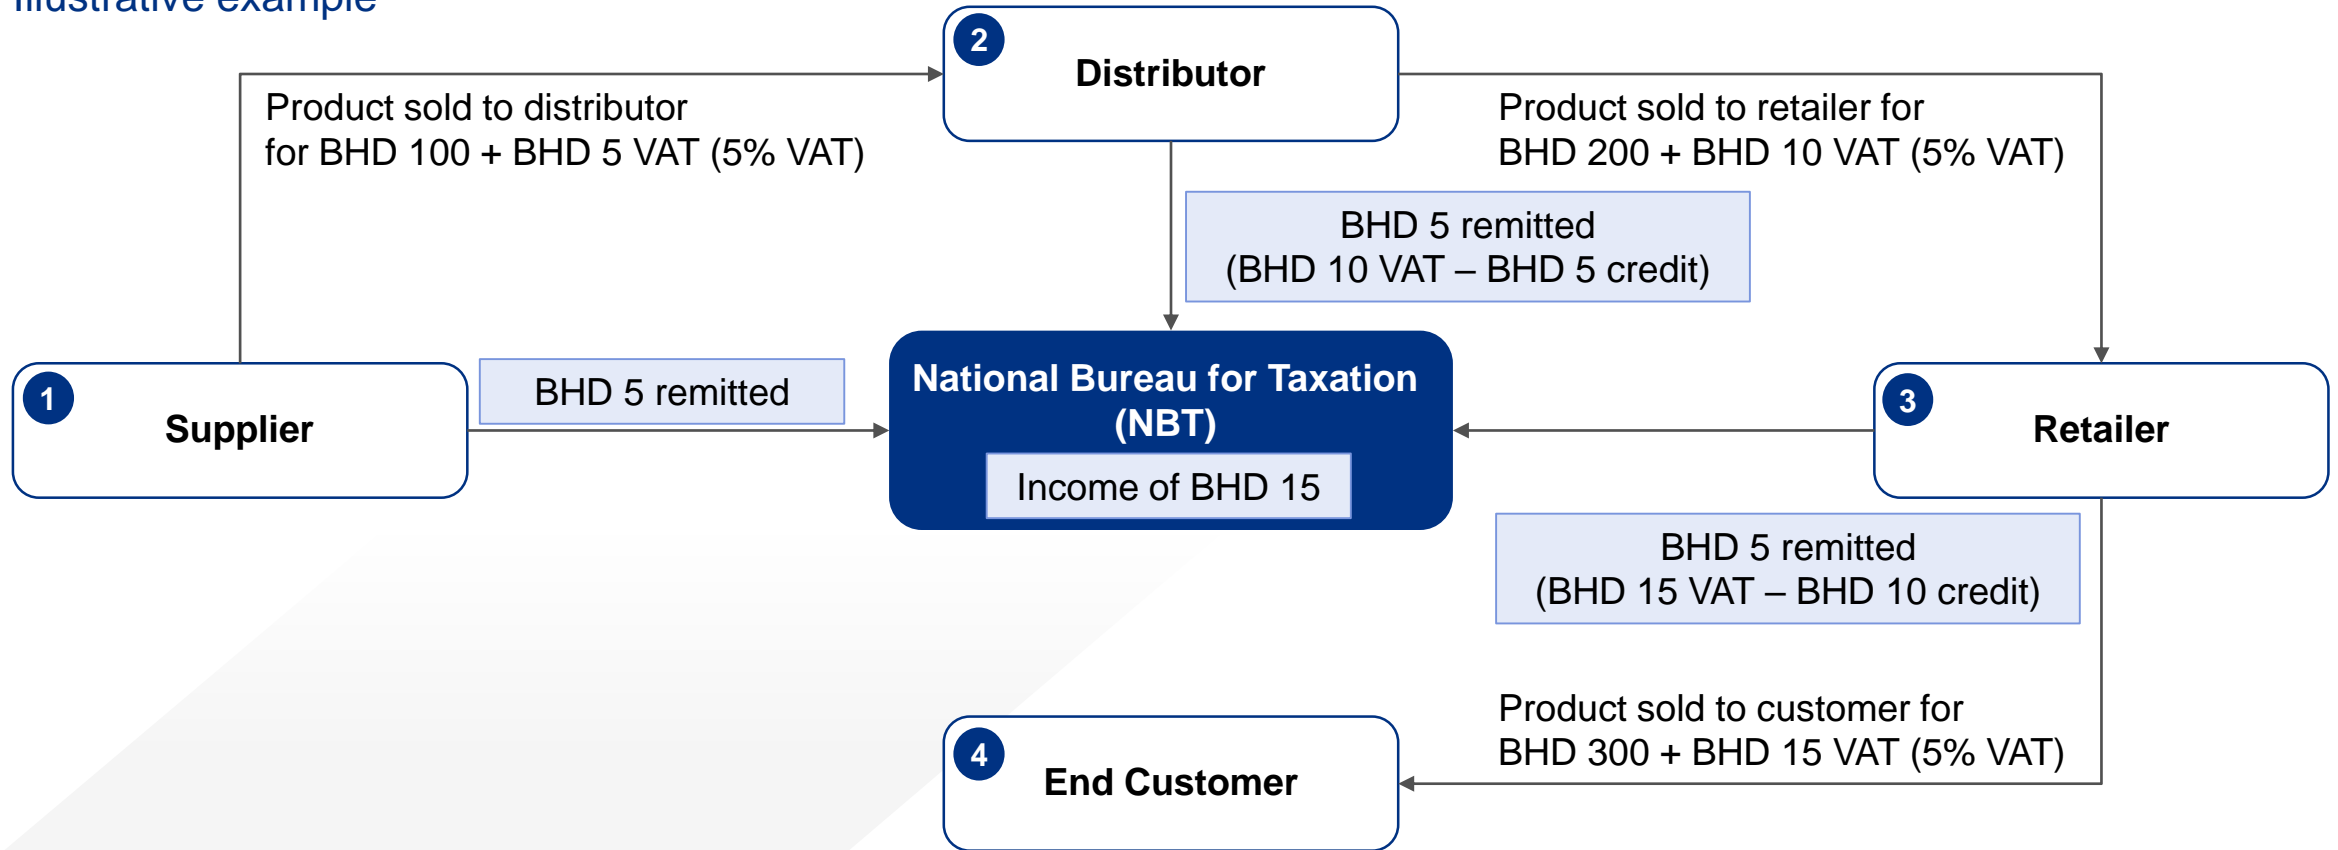 Illustrative example
2
Distributor
Product sold to distributor
for BHD 100 + BHD 5 VAT (5% VAT)
Product sold to retailer for
BHD 200 + BHD 10 VAT (5% VAT)
BHD 5 remitted
(BHD 10 VAT – BHD 5 credit)
1
Supplier
BHD 5 remitted
National Bureau for Taxation
(NBT)
Income of BHD 15
3
Retailer
BHD 5 remitted
(BHD 15 VAT – BHD 10 credit)
Product sold to customer for
BHD 300 + BHD 15 VAT (5% VAT)
4
End Customer